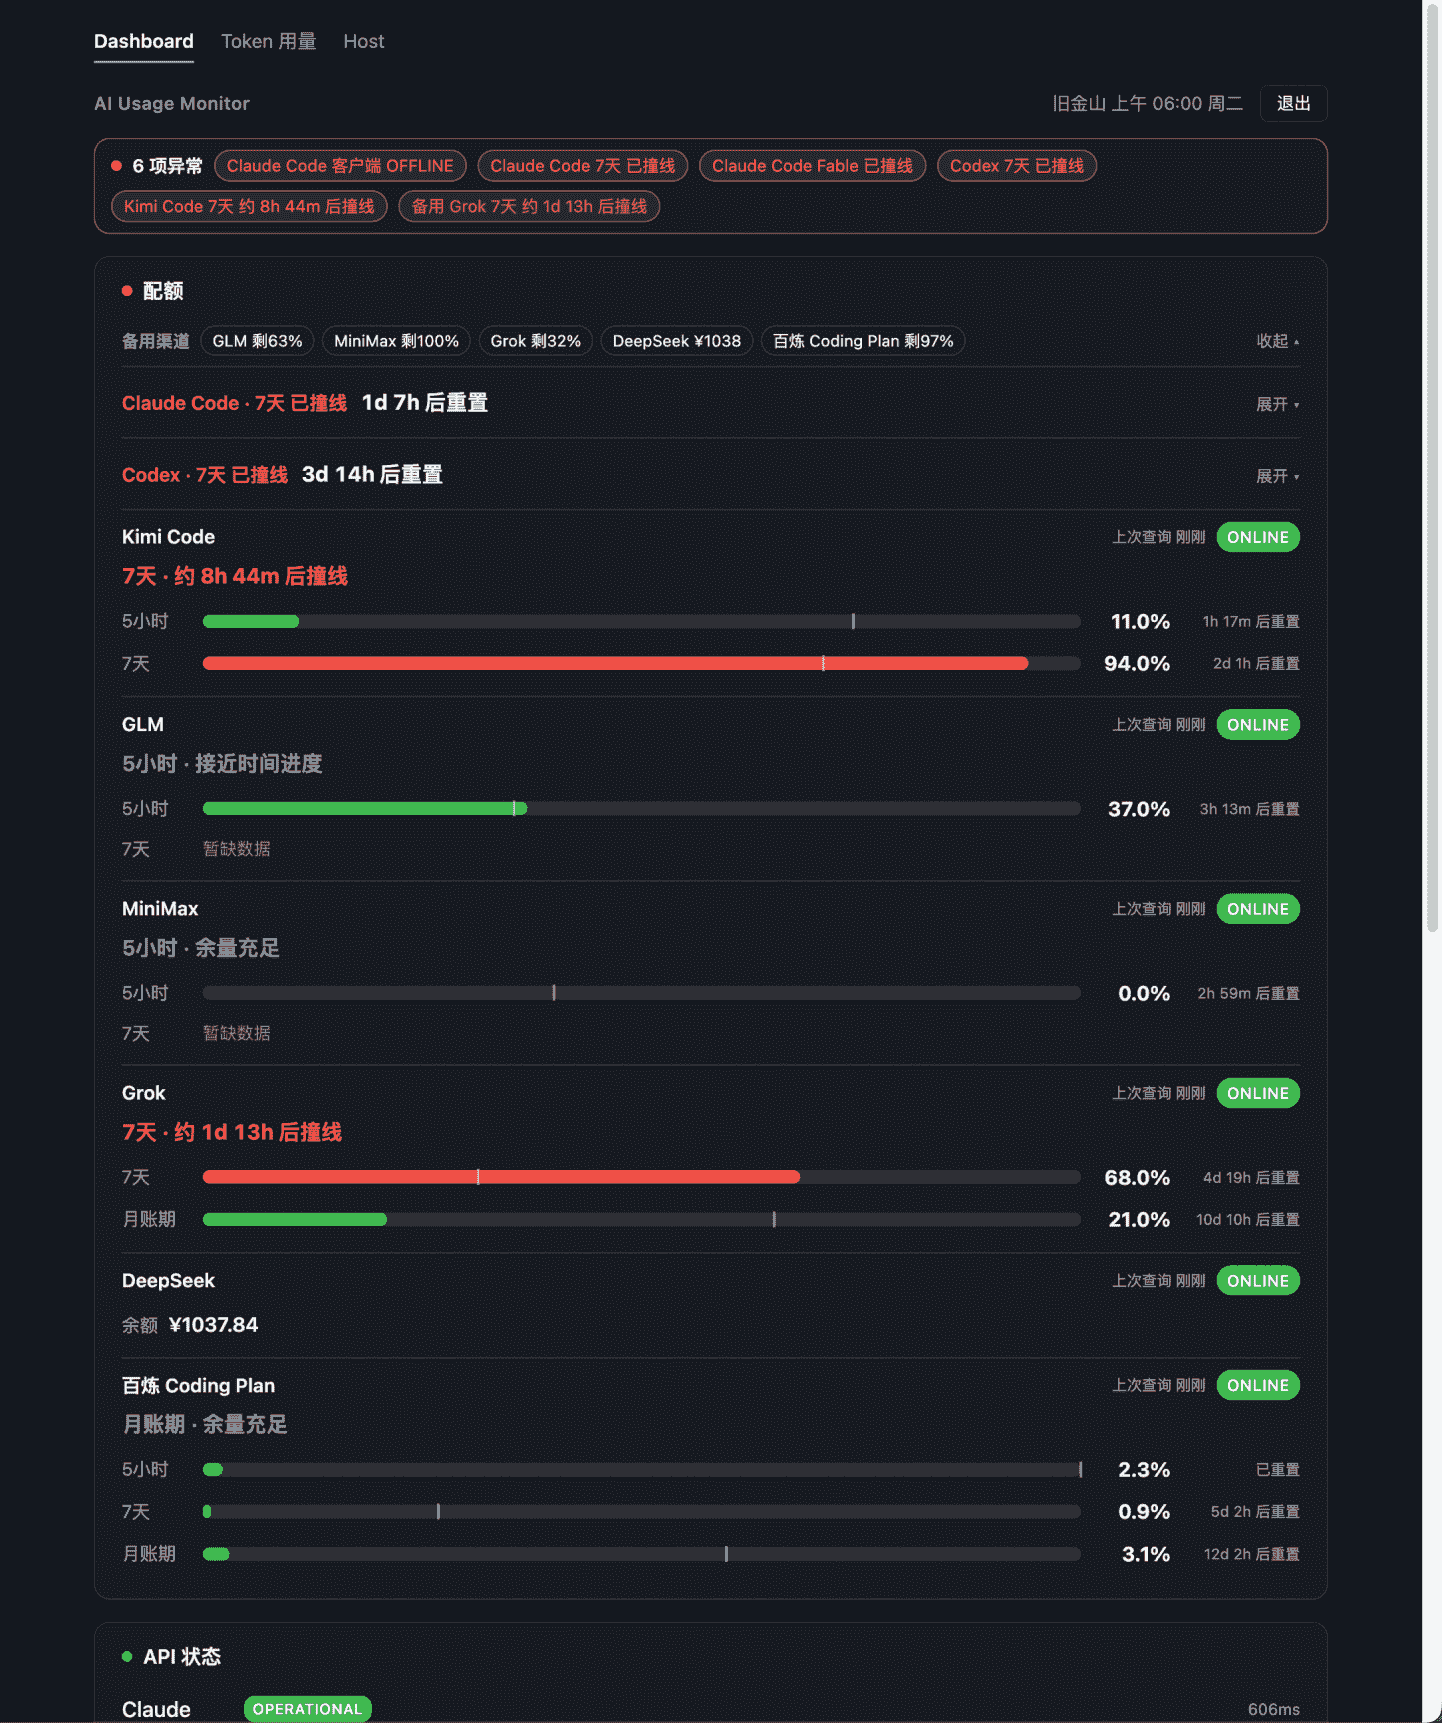 Dashboard Token 用量 Host
AI Usage Monitor 旧金山 上午 06:00 周二 退出
6 项异常 Claude Code 客户端 OFFLINE Claude Code 7天 已撞线 Claude Code Fable 已撞线 Codex 7天 已撞线
Kimi Code 7天 约 8h 44m 后撞线 备用 Grok 7天 约 1d 13h 后撞线
配额
备用渠道 GLM 剩63% MiniMax 剩100% Grok 剩32% DeepSeek ¥1038 百炼 Coding Plan 剩97% 收起 ▴
Claude Code · 7天 已撞线 1d 7h 后重置 展开 ▾
Codex · 7天 已撞线 3d 14h 后重置 展开 ▾
Kimi Code 上次查询 刚刚 ONLINE
7天 · 约 8h 44m 后撞线
5小时 11.0% 1h 17m 后重置
7天 94.0% 2d 1h 后重置
GLM 上次查询 刚刚 ONLINE
5小时 · 接近时间进度
5小时 37.0% 3h 13m 后重置
7天 暂缺数据
MiniMax 上次查询 刚刚 ONLINE
5小时 · 余量充足
5小时 0.0% 2h 59m 后重置
7天 暂缺数据
Grok 上次查询 刚刚 ONLINE
7天 · 约 1d 13h 后撞线
7天 68.0% 4d 19h 后重置
月账期 21.0% 10d 10h 后重置
DeepSeek 上次查询 刚刚 ONLINE
余额 ¥1037.84
百炼 Coding Plan 上次查询 刚刚 ONLINE
月账期 · 余量充足
5小时 2.3% 已重置
7天 0.9% 5d 2h 后重置
月账期 3.1% 12d 2h 后重置
API 状态
Claude OPERATIONAL 606ms